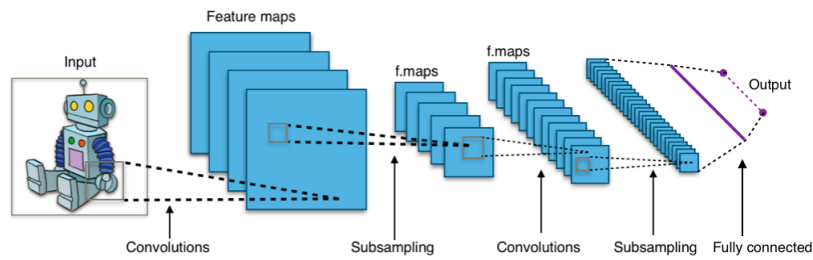 Feature maps
Input
f.maps
f.maps
Output
Convolutions
Subsampling
Convolutions
Subsampling
Fully connected